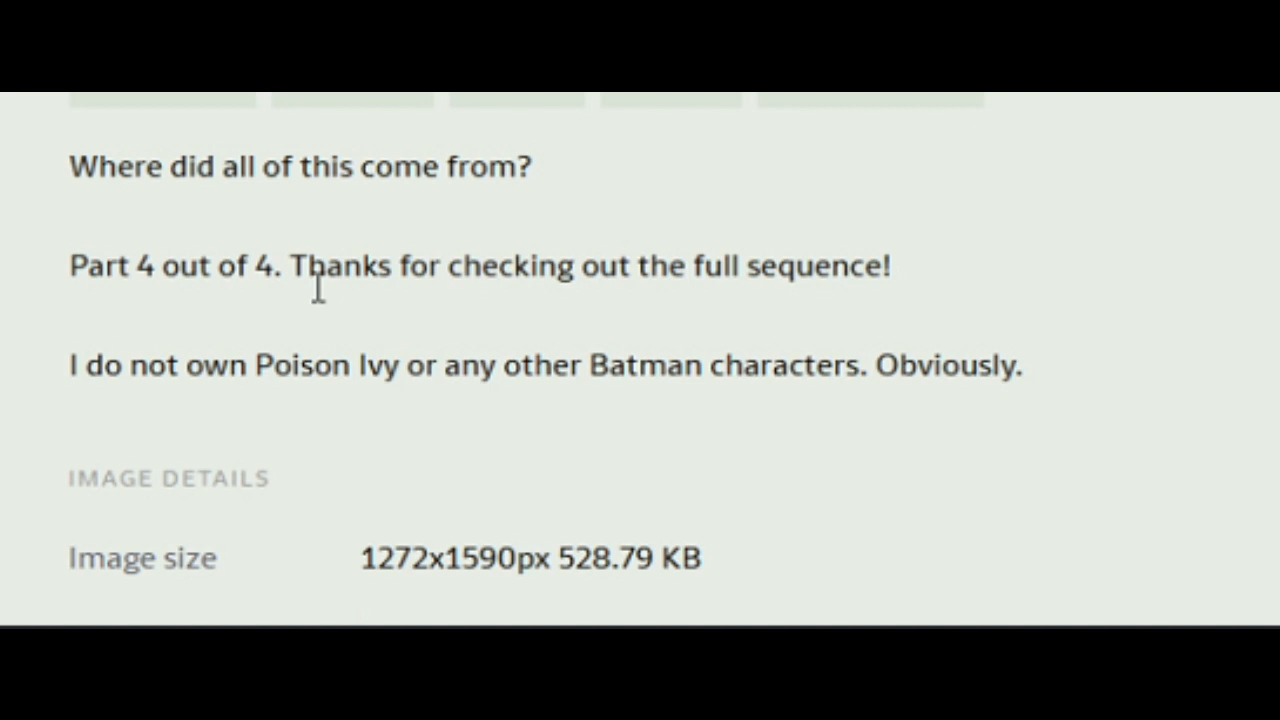 Where did all of this come from?
Part 4 out of 4. Thanks for checking out the full sequence!
I do not own Poison Ivy or any other Batman characters. Obviously.
IMAGE DETAILS
Image size 1272x1590px 528.79 KB